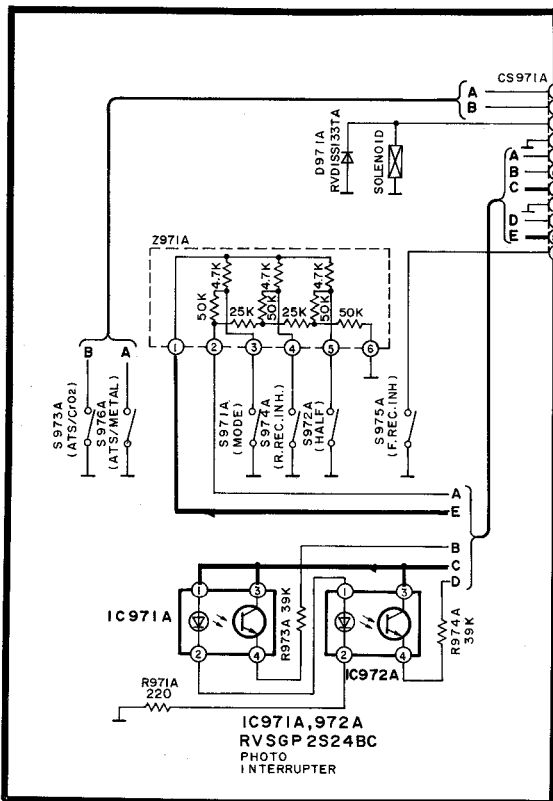 CS971A
A
B
D971A
RVD1SS133TA
SOLENOID
A
B
C
D
E
Z971A
4.7K
4.7K
4.7K
50K
50K
50K
25K
25K
50K
1
2
3
4
5
6
B
A
S973A
(ATS/CrO2)
S976A
(ATS/METAL)
S971A
(MODE)
S974A
(R.REC.INH.)
S972A
(HALF)
S975A
(F.REC.INH)
A
E
B
C
D
1
3
1
3
IC971A
R973A 39K
R974A
39K
2
4
2
4
IC972A
R971A
220
IC971A,972A
RVSGP2S24BC
PHOTO
INTERRUPTER